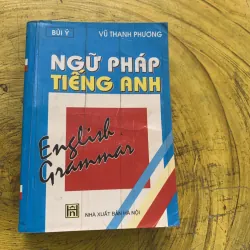 BÙI Ý
VŨ THANH PHƯƠNG
NGỮ PHÁP
TIẾNG ANH
English
Grammar
NHÀ XUẤT BẢN HÀ NỘI